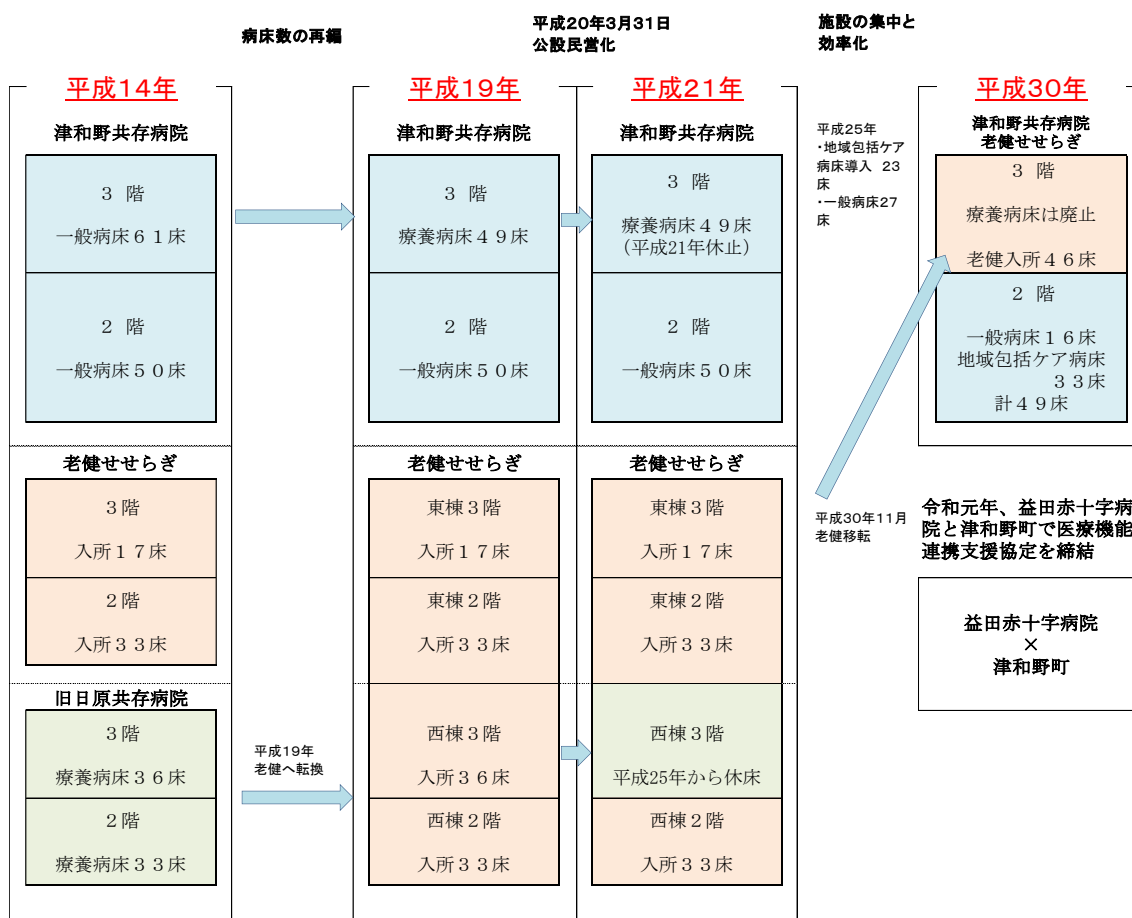 病床数の再編
平成20年3月31日
公設民営化
施設の集中と
効率化
平成14年
津和野共存病院
３ 階
一般病床６１床
２ 階
一般病床５０床
老健せせらぎ
３階
入所１７床
２階
入所３３床
旧日原共存病院
３階
療養病床３６床
２階
療養病床３３床
平成19年
老健へ転換
平成19年
津和野共存病院
３ 階
療養病床４９床
２ 階
一般病床５０床
老健せせらぎ
東棟３階
入所１７床
東棟２階
入所３３床
西棟３階
入所３６床
西棟２階
入所３３床
平成21年
津和野共存病院
３ 階
療養病床４９床
(平成21年休止)
２ 階
一般病床５０床
老健せせらぎ
東棟３階
入所１７床
東棟２階
入所３３床
西棟３階
平成25年から休床
西棟２階
入所３３床
平成25年
・地域包括ケア
病床導入 23
床
・一般病床27
床
平成30年11月
老健移転
平成30年
津和野共存病院
老健せせらぎ
３ 階
療養病床は廃止
老健入所４６床
２ 階
一般病床１６床
地域包括ケア病床
３３床
計４９床
令和元年、益田赤十字病
院と津和野町で医療機能
連携支援協定を締結
益田赤十字病院
×
津和野町